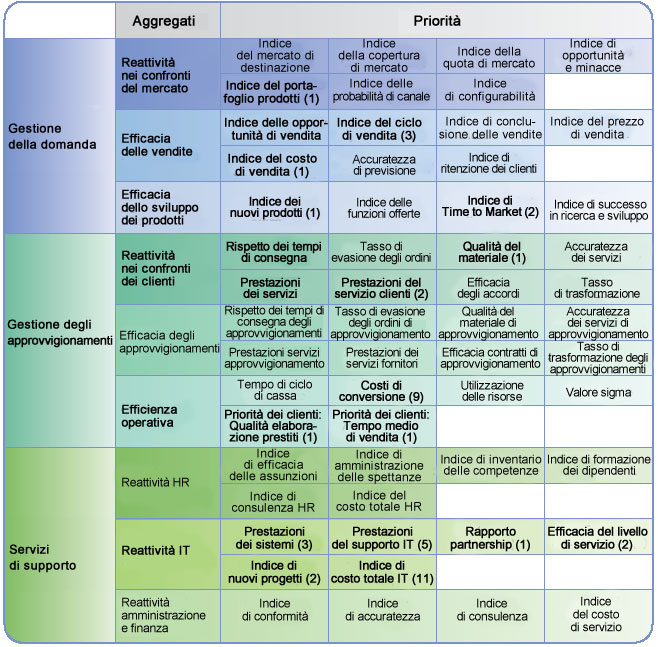 Aggregati
Priorità
Gestione
della domanda
Reattività
nei confronti
del mercato
Indice
del mercato di
destinazione
Indice
della copertura
di mercato
Indice della
quota di mercato
Indice di
opportunità
e minacce
Indice del porta-
foglio prodotti (1)
Indice delle
probabilità di canale
Indice
di configurabilità
Efficacia
delle vendite
Indice delle oppor-
tunità di vendita
Indice del ciclo
di vendita (3)
Indice di conclu-
sione delle vendite
Indice del prezzo
di vendita
Indice del costo
di vendita (1)
Accuratezza
di previsione
Indice di
ritenzione dei clienti
Efficacia
dello sviluppo
dei prodotti
Indice dei
nuovi prodotti (1)
Indice delle
funzioni offerte
Indice di
Time to Market (2)
Indice di successo
in ricerca e sviluppo
Gestione degli
approvvigionamenti
Reattività
nei confronti
dei clienti
Rispetto dei tempi
di consegna
Tasso di
evasione degli ordini
Qualità del
materiale (1)
Accuratezza
dei servizi
Prestazioni
dei servizi
Prestazioni del
servizio clienti (2)
Efficacia
degli accordi
Tasso
di trasformazione
Efficacia degli
approvvigionamenti
Rispetto dei tempi di
consegna degli
approvvigionamenti
Tasso di evasione
degli ordini di
approvvigionamento
Qualità del
materiale di
approvigionamento
Accuratezza
dei servizi di
approvvigionamento
Prestazioni servizi
approvvigionamento
Prestazioni dei
servizi fornitori
Efficacia contratti di
approvvigionamento
Tasso di
trasformazione degli
approvvigionamenti
Efficienza
operativa
Tempo di ciclo
di cassa
Costi di
conversione (9)
Utilizzazione
delle risorse
Valore sigma
Priorità dei clienti:
Qualità elabora-
zione prestiti (1)
Priorità dei clienti:
Tempo medio
di vendita (1)
Servizi
di supporto
Reattività HR
Indice
di efficacia
delle assunzioni
Indice di
amministrazione
delle spettanze
Indice di inventario
delle competenze
Indice di formazione
dei dipendenti
Indice di
consulenza HR
Indice del
costo totale HR
Reattività IT
Prestazioni
dei sistemi (3)
Prestazioni
del supporto IT (5)
Rapporto
partnership (1)
Efficacia del livello
di servizio (2)
Indice di
nuovi progetti (2)
Indice di
costo totale IT (11)
Reattività
amministrazione
e finanza
Indice
di conformità
Indice
di accuratezza
Indice
di consulenza
Indice
del costo
di servizio